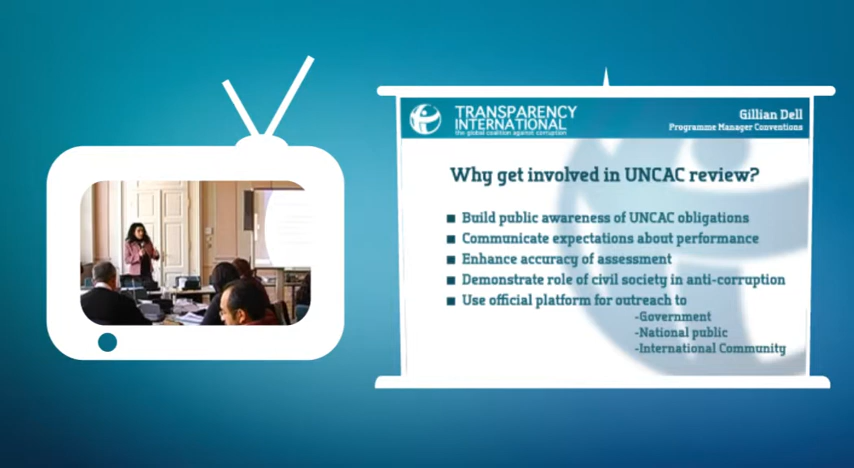 TRANSPARENCY
INTERNATIONAL
the global coalition against corruption
Gillian Dell
Programme Manager Conventions
Why get involved in UNCAC review?
Build public awareness of UNCAC obligations
Communicate expectations about performance
Enhance accuracy of assessment
Demonstrate role of civil society in anti-corruption
Use official platform for outreach to
-Government
-National public
-International Community